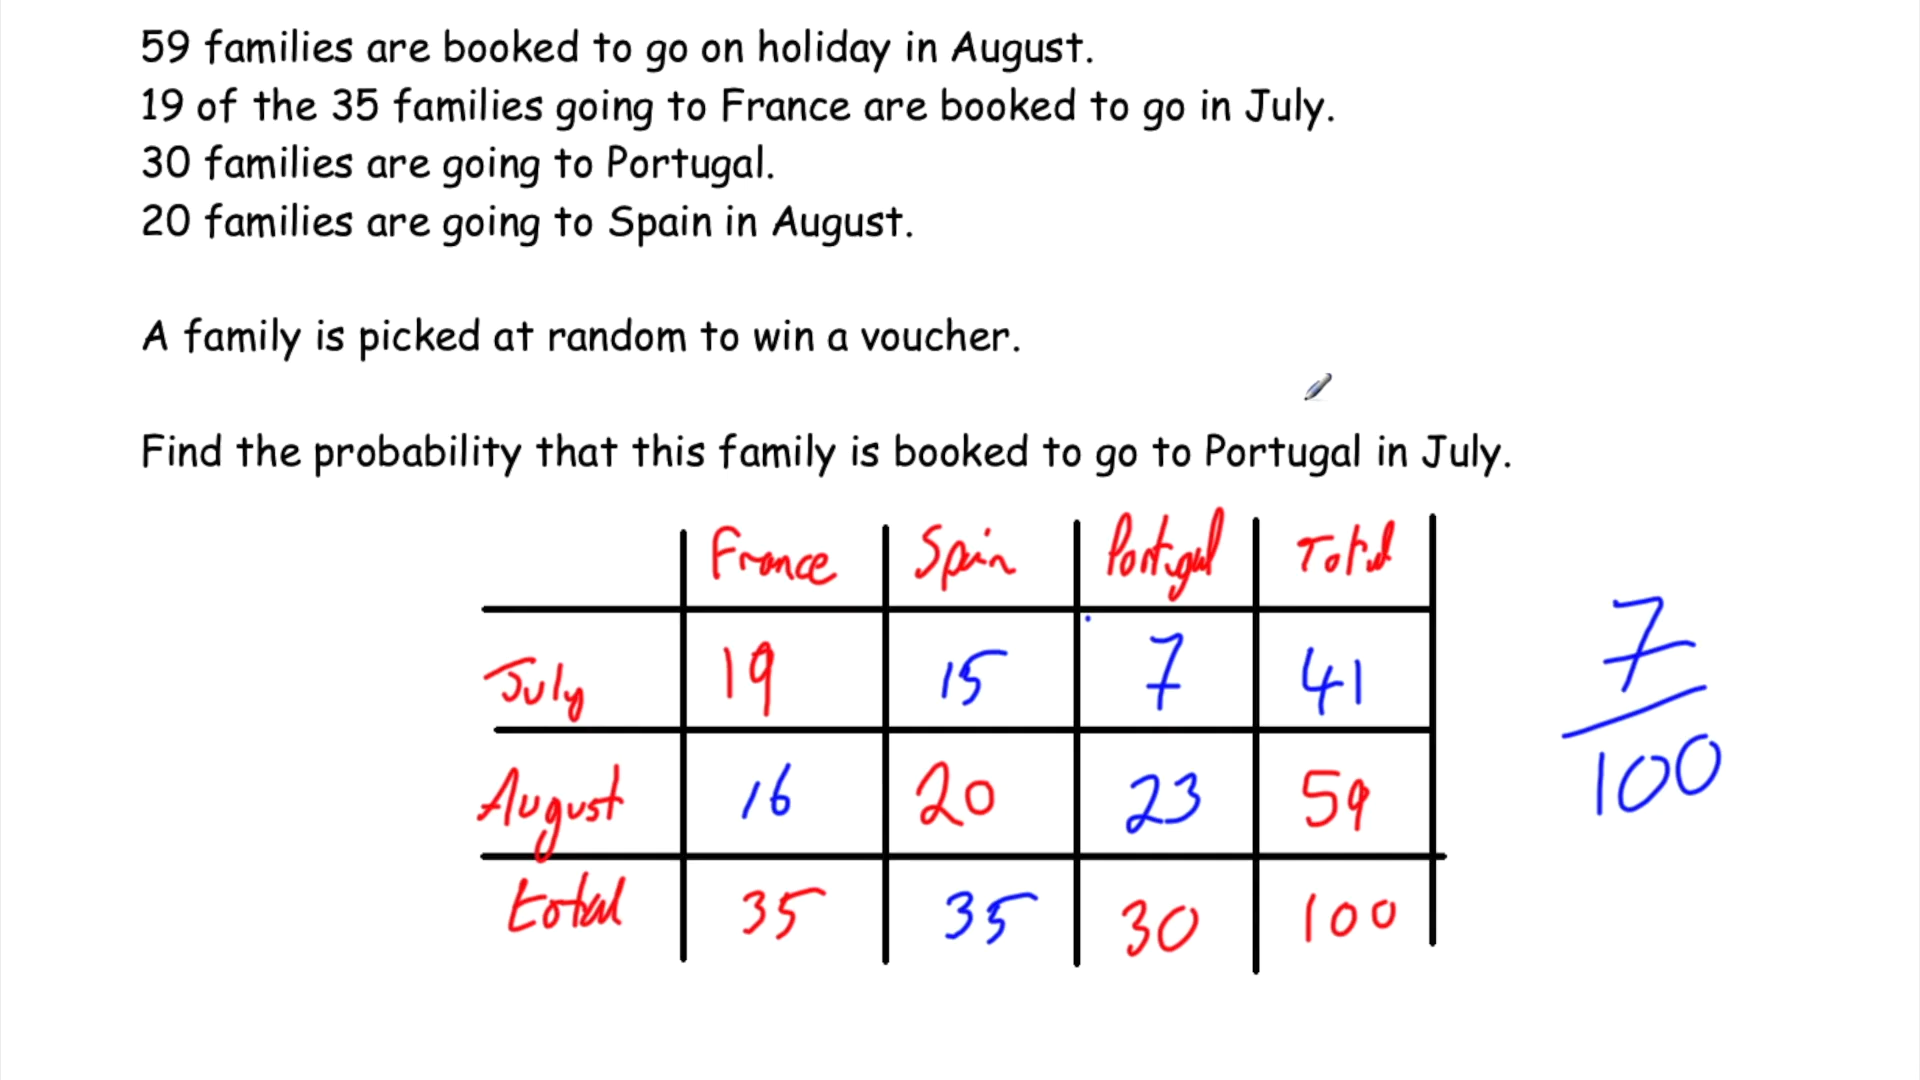 59 families are booked to go on holiday in August.
19 of the 35 families going to France are booked to go in July.
30 families are going to Portugal.
20 families are going to Spain in August.
A family is picked at random to win a voucher.
Find the probability that this family is booked to go to Portugal in July.
France Spain Portugal Total
July 19 15 7 41
August 16 20 23 59
total 35 35 30 100
7
100